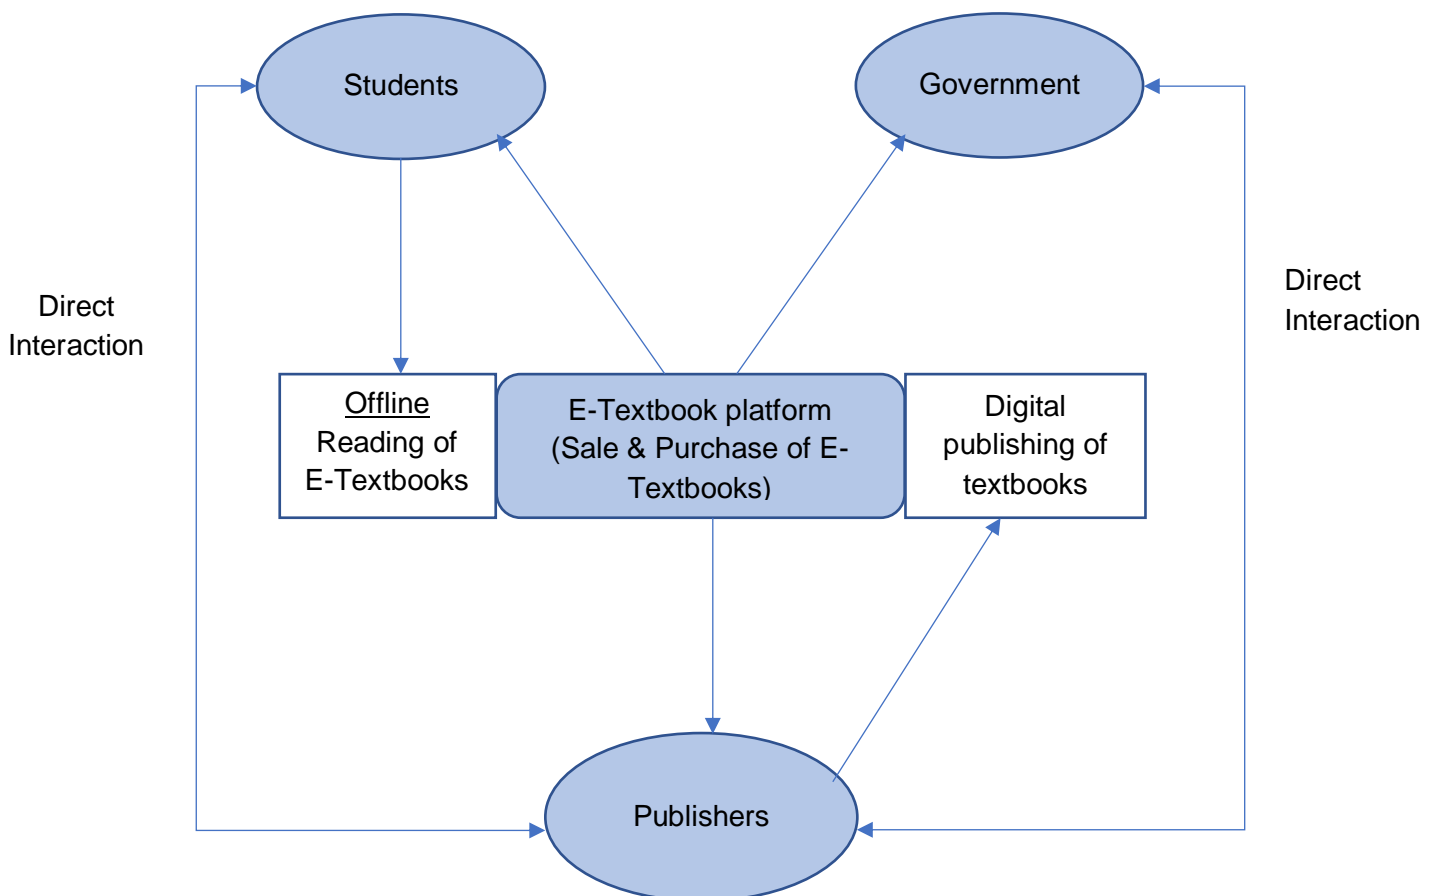 Students
Government
Direct
Interaction
Direct
Interaction
Offline
Reading of
E-Textbooks
E-Textbook platform
(Sale & Purchase of E-
Textbooks)
Digital
publishing of
textbooks
Publishers